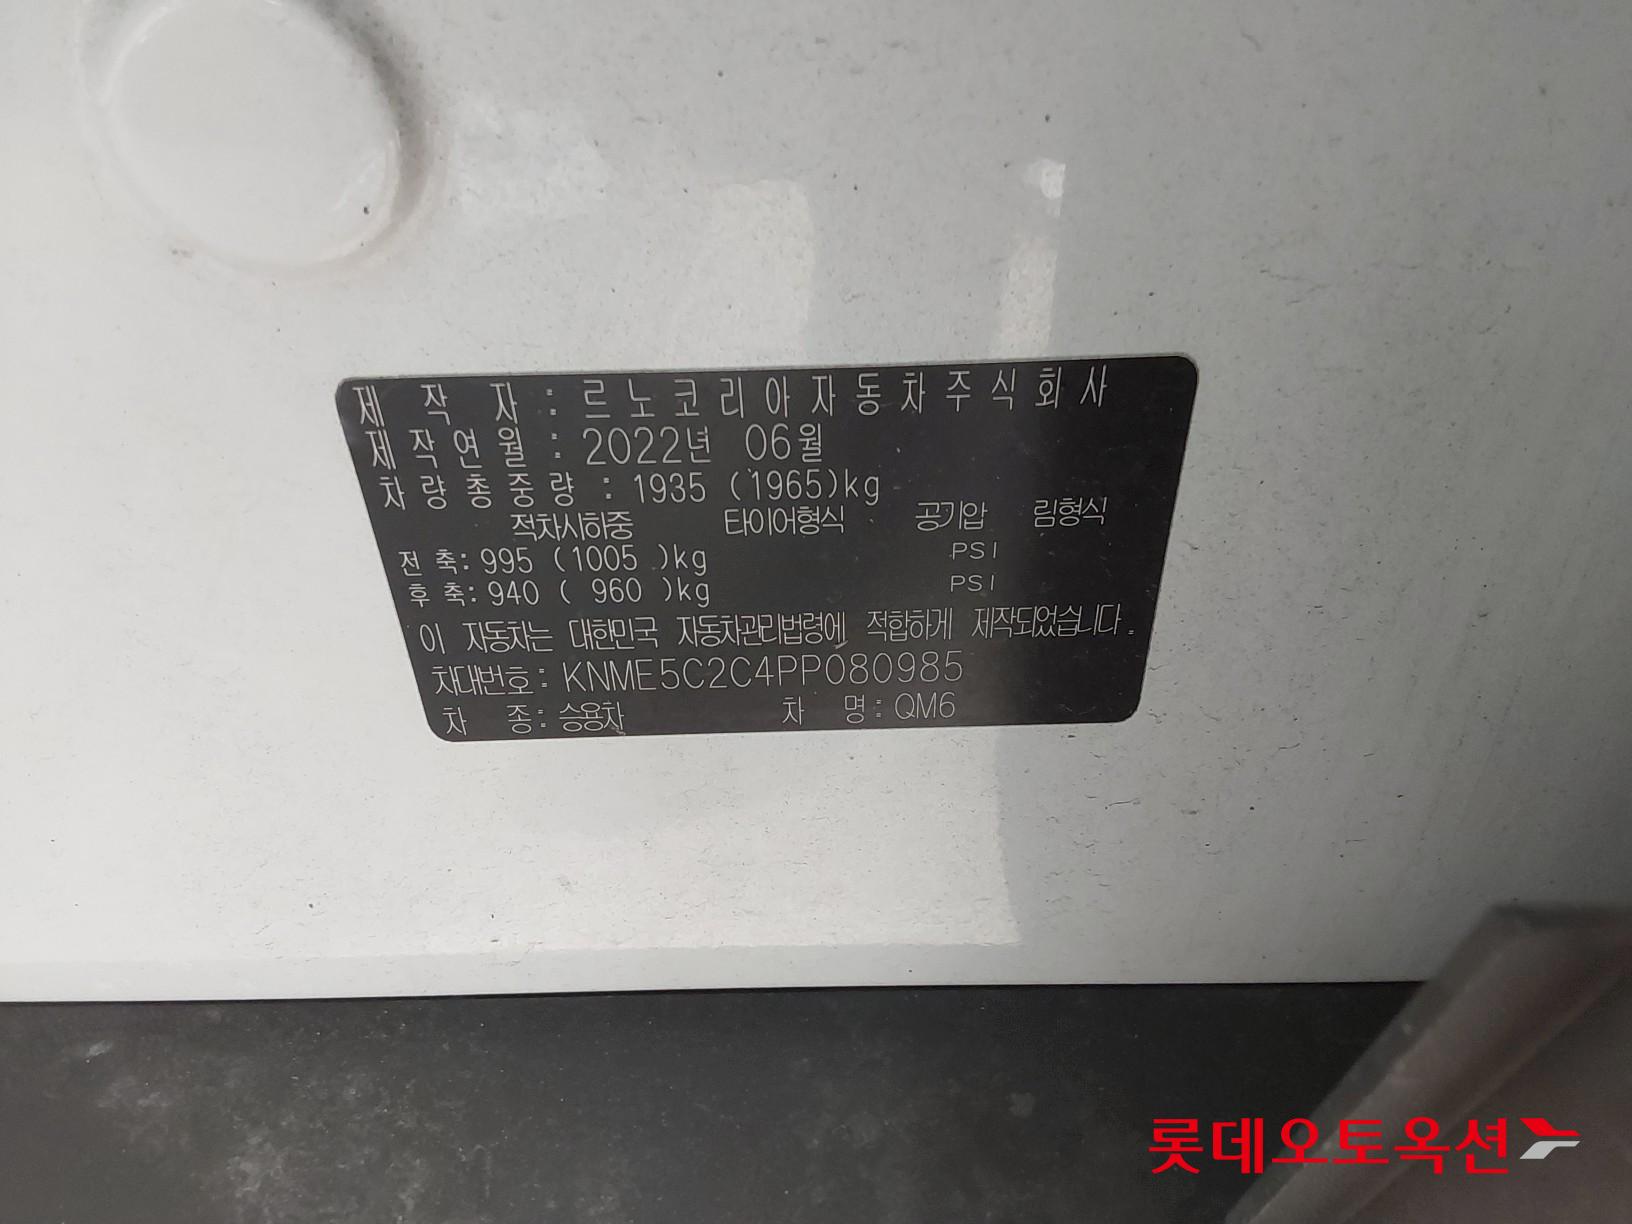 제 작 자 : 르노코리아자동차주식회사
제작연월 : 2022년 06월
차량총중량 : 1935 (1965)kg
적차시하중 타이어형식 공기압 림형식
전축: 995 (1005 )kg PSI
후축: 940 ( 960 )kg PSI
이 자동차는 대한민국 자동차관리법령에 적합하게 제작되었습니다.
차대번호: KNME5C2C4PP080985
차 종: 승용차 차 명: QM6
롯데오토옥션